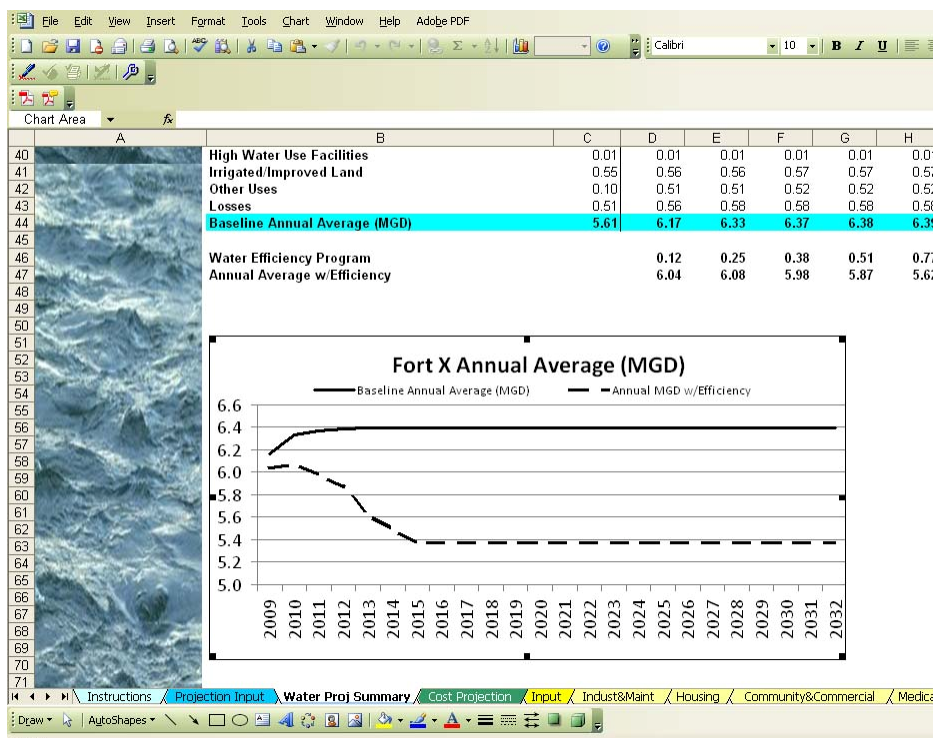 File Edit View Insert Format Tools Chart Window Help Adobe PDF
Calibri 10 B I U
Chart Area fx
A B C D E F G H
40 High Water Use Facilities 0.01 0.01 0.01 0.01 0.01
41 Irrigated/Improved Land 0.55 0.56 0.56 0.57 0.57
42 Other Uses 0.10 0.51 0.51 0.52 0.52
43 Losses 0.51 0.56 0.58 0.58 0.58
44 Baseline Annual Average (MGD) 5.61 6.17 6.33 6.37 6.38
45
46 Water Efficiency Program 0.12 0.25 0.38 0.51
47 Annual Average w/Efficiency 6.04 6.08 5.98 5.87
48
49
50
51
52
53
54
55
56
57
58
59
60
61
62
63
64
65
66
67
68
69
70
71
Fort X Annual Average (MGD)
Baseline Annual Average (MGD) Annual MGD w/Efficiency
6.6
6.4
6.2
6.0
5.8
5.6
5.4
5.2
5.0
2009 2010 2011 2012 2013 2014 2015 2016 2017 2018 2019 2020 2021 2022 2023 2024 2025 2026 2027 2028 2029 2030 2031 2032
Instructions Projection Input Water Proj Summary Cost Projection Input Indust&Maint Housing Community&Commercial Medica
Draw AutoShapes